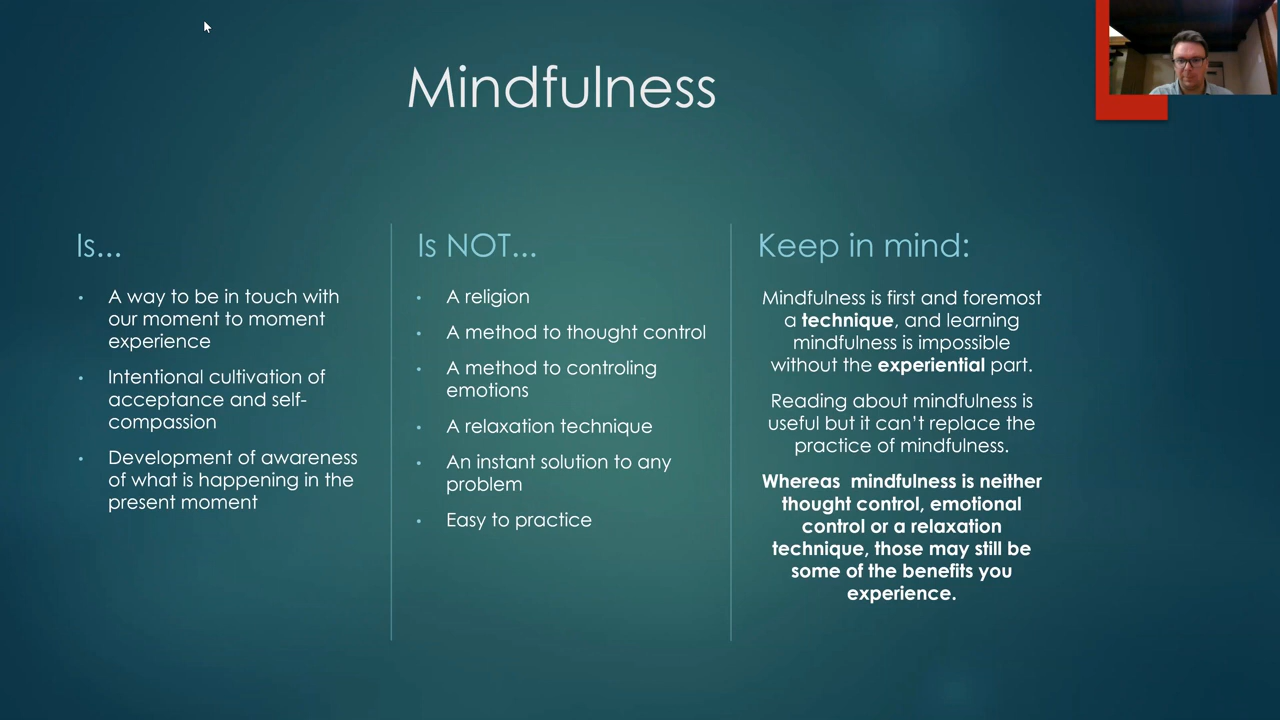 Mindfulness
Is...
• A way to be in touch with
our moment to moment
experience
• Intentional cultivation of
acceptance and self-
compassion
• Development of awareness
of what is happening in the
present moment
Is NOT...
• A religion
• A method to thought control
• A method to controling
emotions
• A relaxation technique
• An instant solution to any
problem
• Easy to practice
Keep in mind:
Mindfulness is first and foremost
a technique, and learning
mindfulness is impossible
without the experiential part.
Reading about mindfulness is
useful but it can’t replace the
practice of mindfulness.
Whereas  mindfulness is neither
thought control, emotional
control or a relaxation
technique, those may still be
some of the benefits you
experience.